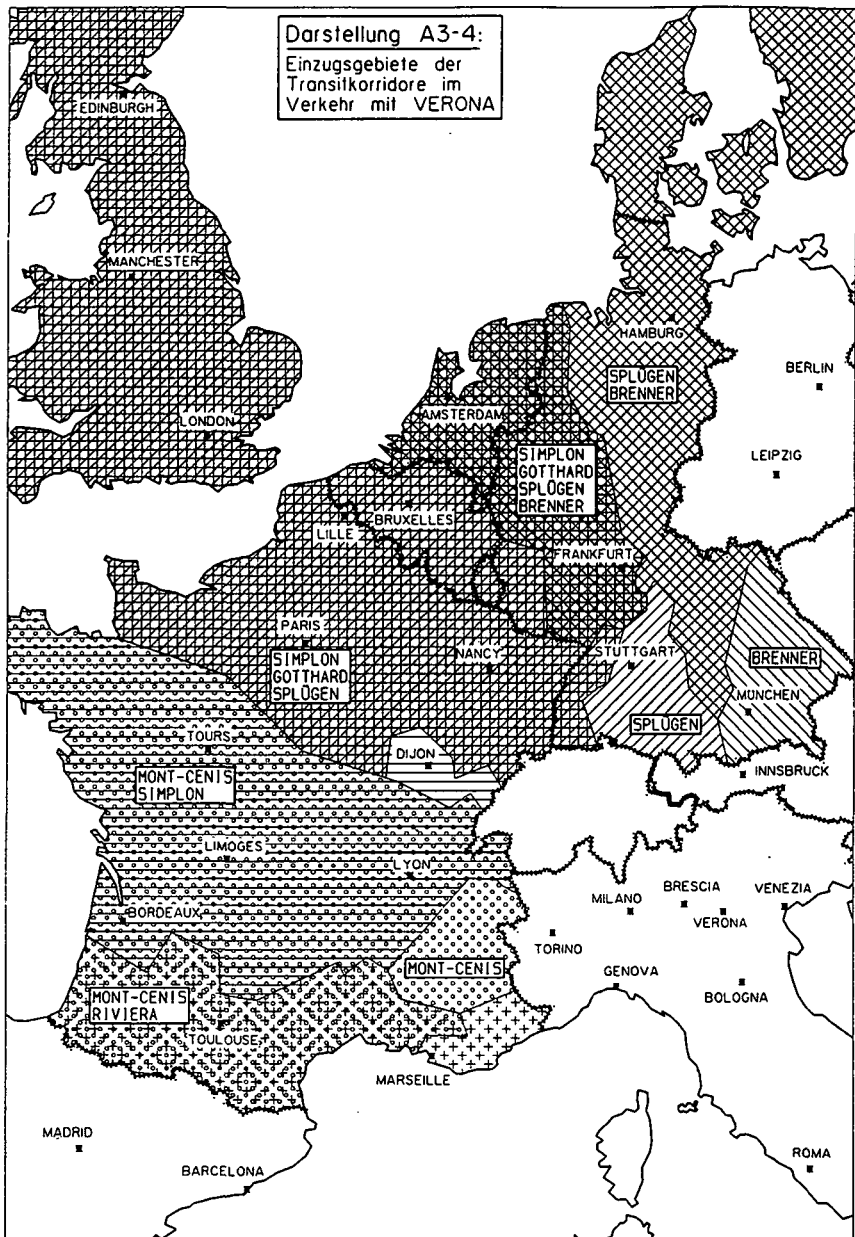 Darstellung A3-4:
Einzugsgebiete der
Transitkorridore im
Verkehr mit VERONA
EDINBURGH
MANCHESTER
HAMBURG
BERLIN
SPLÜGEN
BRENNER
AMSTERDAM
LONDON
SIMPLON
GOTTHARD
SPLÜGEN
BRENNER
LEIPZIG
BRUXELLES
LILLE
FRANKFURT
PARIS
SIMPLON
GOTTHARD
SPLÜGEN
NANCY
STUTTGART
BRENNER
MÜNCHEN
SPLÜGEN
TOURS
DIJON
MONT-CENIS
SIMPLON
INNSBRUCK
LIMOGES
LYON
BORDEAUX
MILANO
BRESCIA
VENEZIA
VERONA
TORINO
MONT-CENIS
GENOVA
BOLOGNA
MONT-CENIS
RIVIERA
TOULOUSE
MARSEILLE
MADRID
BARCELONA
ROMA